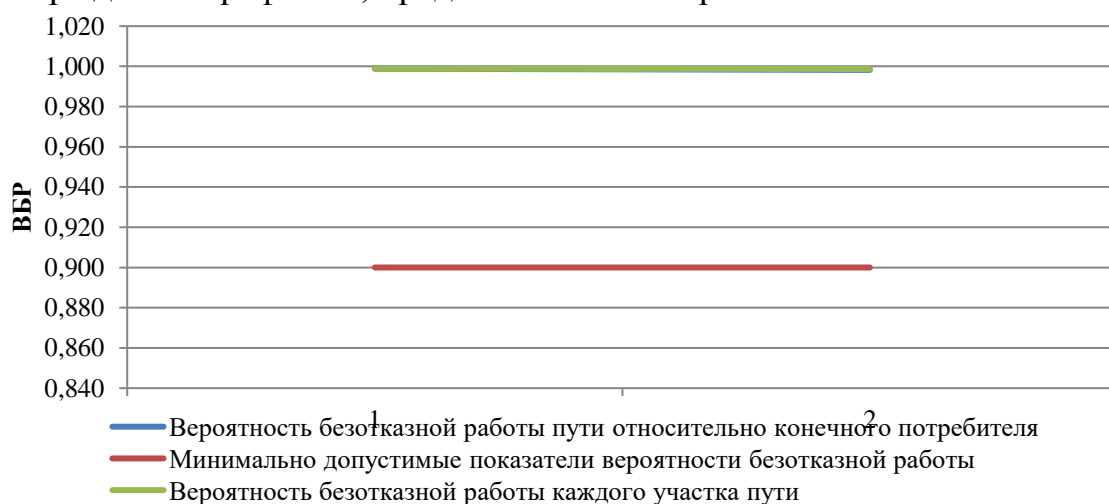 1,020
1,000
0,980
0,960
0,940
0,920
0,900
0,880
0,860
0,840
ВБР
1 2
Вероятность безотказной работы пути относительно конечного потребителя
Минимально допустимые показатели вероятности безотказной работы
Вероятность безотказной работы каждого участка пути